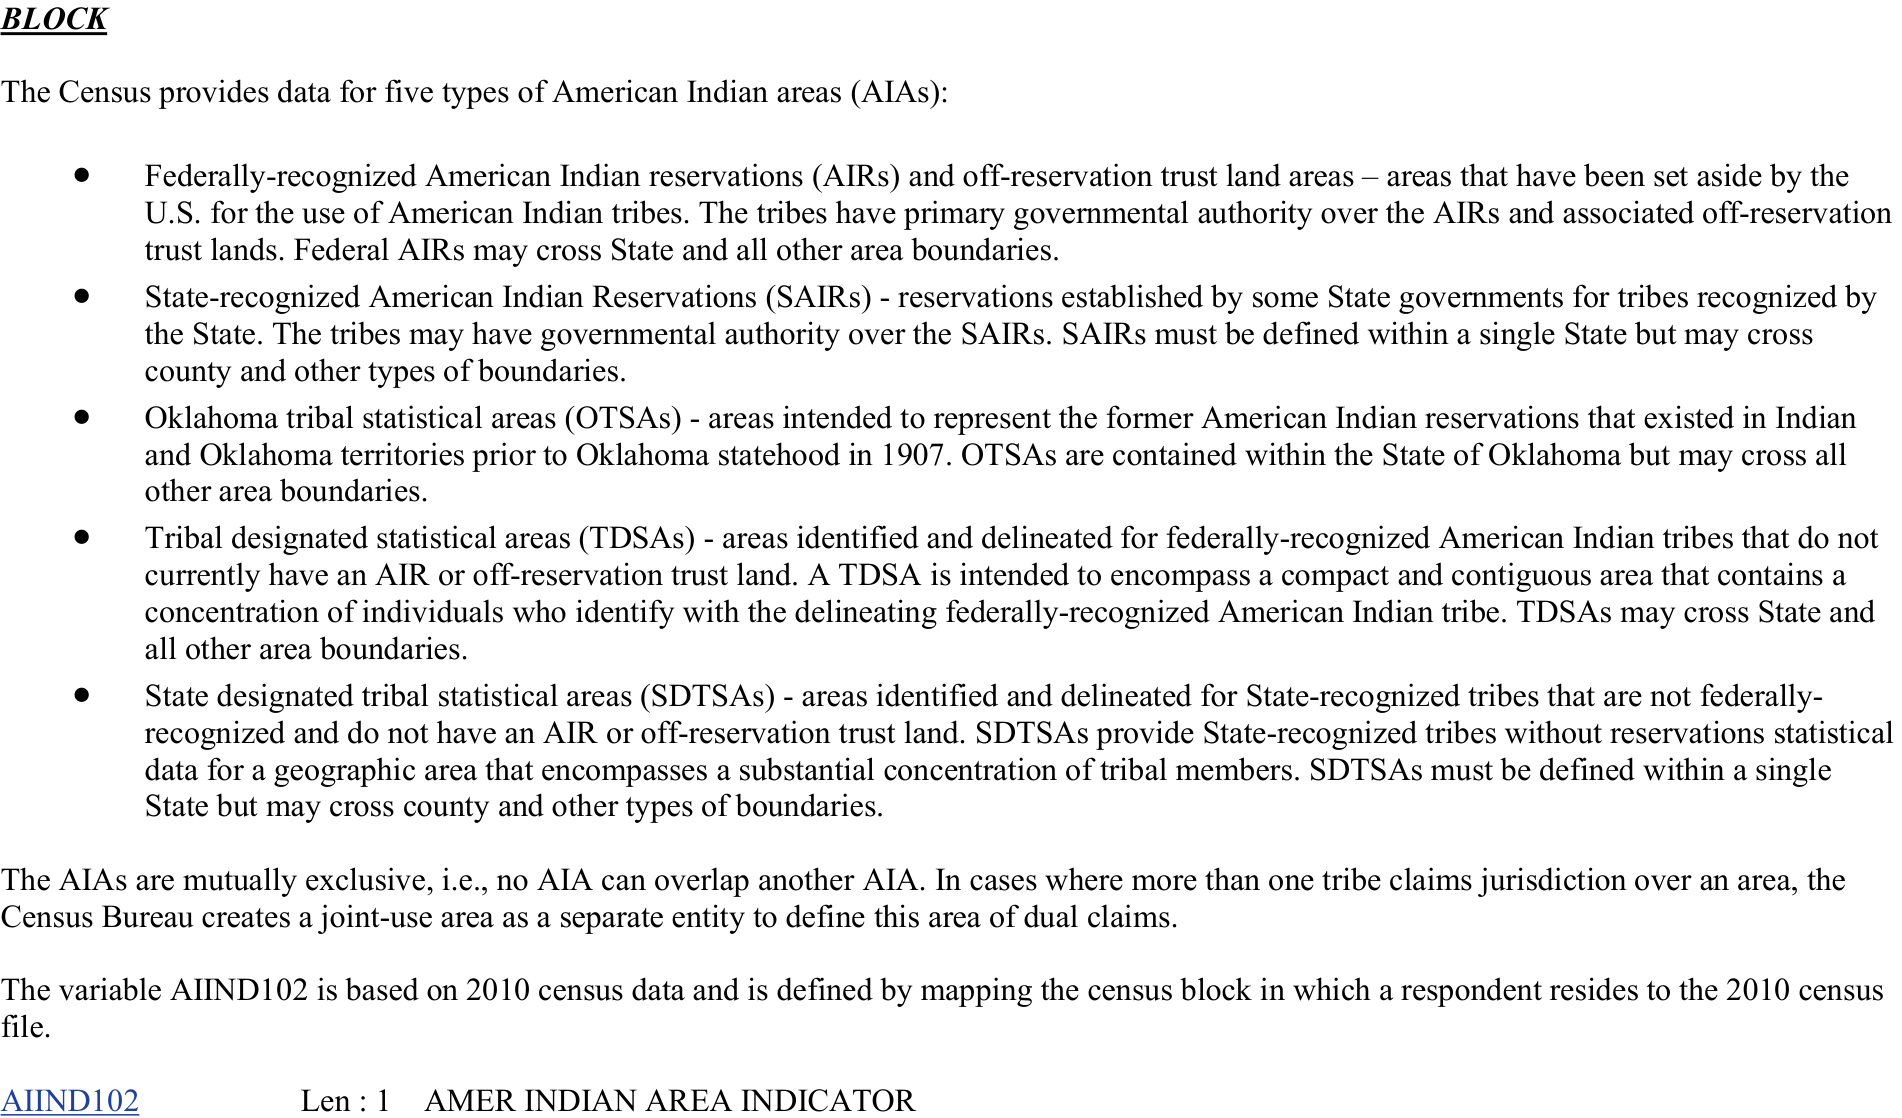 BLOCK
The Census provides data for five types of American Indian areas (AIAs):
● Federally-recognized American Indian reservations (AIRs) and off-reservation trust land areas – areas that have been set aside by the
U.S. for the use of American Indian tribes. The tribes have primary governmental authority over the AIRs and associated off-reservation
trust lands. Federal AIRs may cross State and all other area boundaries.
● State-recognized American Indian Reservations (SAIRs) - reservations established by some State governments for tribes recognized by
the State. The tribes may have governmental authority over the SAIRs. SAIRs must be defined within a single State but may cross
county and other types of boundaries.
● Oklahoma tribal statistical areas (OTSAs) - areas intended to represent the former American Indian reservations that existed in Indian
and Oklahoma territories prior to Oklahoma statehood in 1907. OTSAs are contained within the State of Oklahoma but may cross all
other area boundaries.
● Tribal designated statistical areas (TDSAs) - areas identified and delineated for federally-recognized American Indian tribes that do not
currently have an AIR or off-reservation trust land. A TDSA is intended to encompass a compact and contiguous area that contains a
concentration of individuals who identify with the delineating federally-recognized American Indian tribe. TDSAs may cross State and
all other area boundaries.
● State designated tribal statistical areas (SDTSAs) - areas identified and delineated for State-recognized tribes that are not federally-
recognized and do not have an AIR or off-reservation trust land. SDTSAs provide State-recognized tribes without reservations statistical
data for a geographic area that encompasses a substantial concentration of tribal members. SDTSAs must be defined within a single
State but may cross county and other types of boundaries.
The AIAs are mutually exclusive, i.e., no AIA can overlap another AIA. In cases where more than one tribe claims jurisdiction over an area, the
Census Bureau creates a joint-use area as a separate entity to define this area of dual claims.
The variable AIIND102 is based on 2010 census data and is defined by mapping the census block in which a respondent resides to the 2010 census
file.
AIIND102 Len : 1 AMER INDIAN AREA INDICATOR